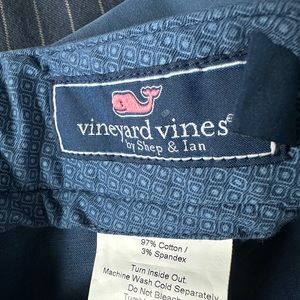 vineyard vines
by Shep & Ian
97% Cotton /
3% Spandex
Turn Inside Out.
Machine Wash Cold Separately
Do Not Bleach